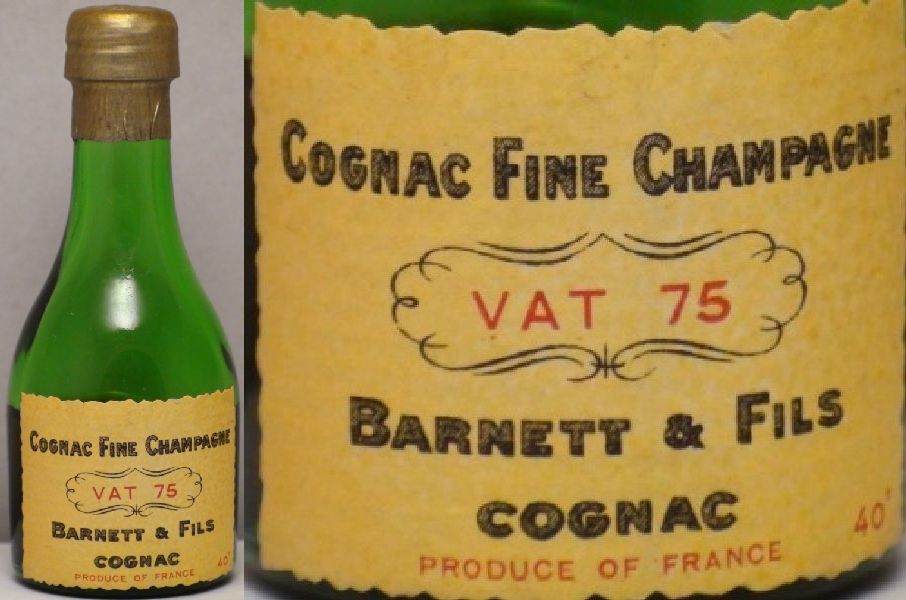 COGNAC FINE CHAMPAGNE
VAT 75
BARNETT & FILS
COGNAC
40°
PRODUCE OF FRANCE
COGNAC FINE CHAMPAGNE
VAT 75
BARNETT & FILS
COGNAC
40°
PRODUCE OF FRANCE